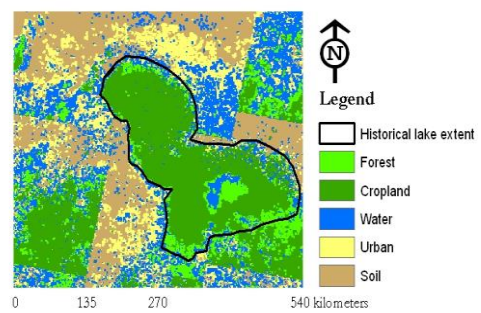 N
Legend
Historical lake extent
Forest
Cropland
Water
Urban
Soil
0 135 270 540 kilometers